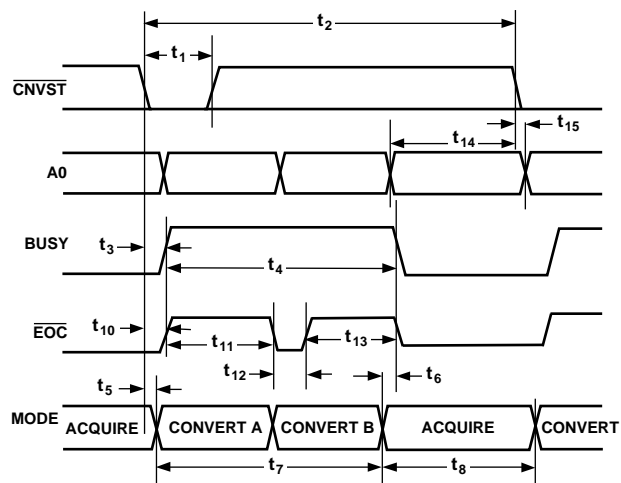 t2
t1
CNVST
t14
t15
A0
BUSY
t3
t4
EOC
t10
t11
t13
t12
t5
t6
MODE
ACQUIRE
CONVERT A
CONVERT B
ACQUIRE
CONVERT
t7
t8